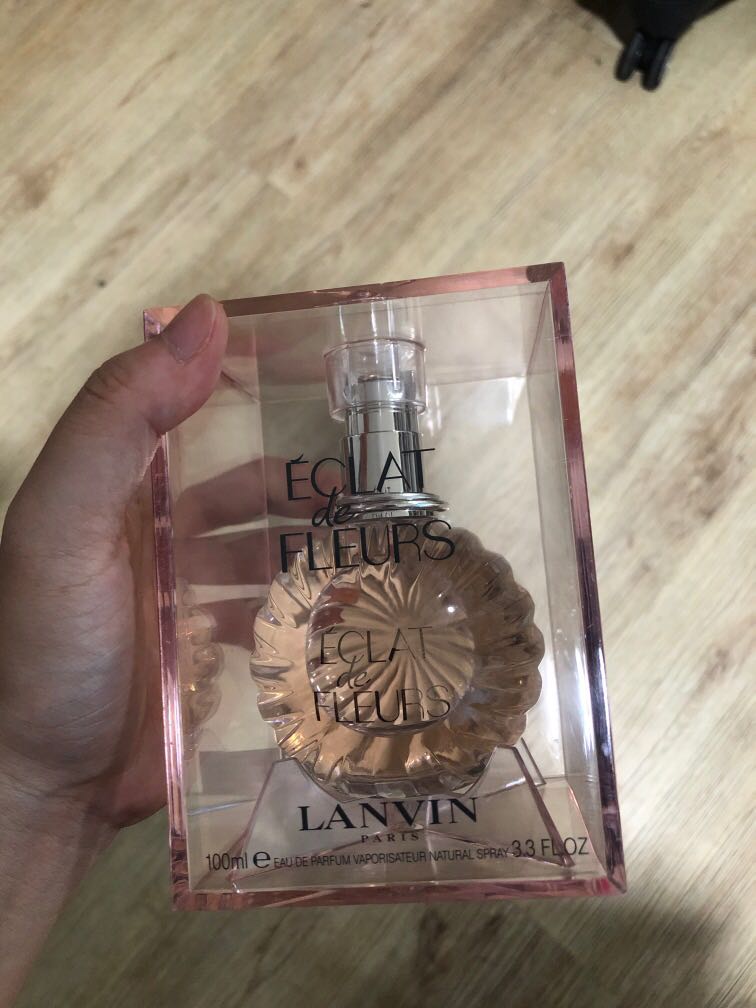 ÉCLAT
de
FLEURS
ÉCLAT
de
FLEURS
LANVIN
PARIS
100ml e EAU DE PARFUM VAPORISATEUR NATURAL SPRAY 3.3 FL.OZ